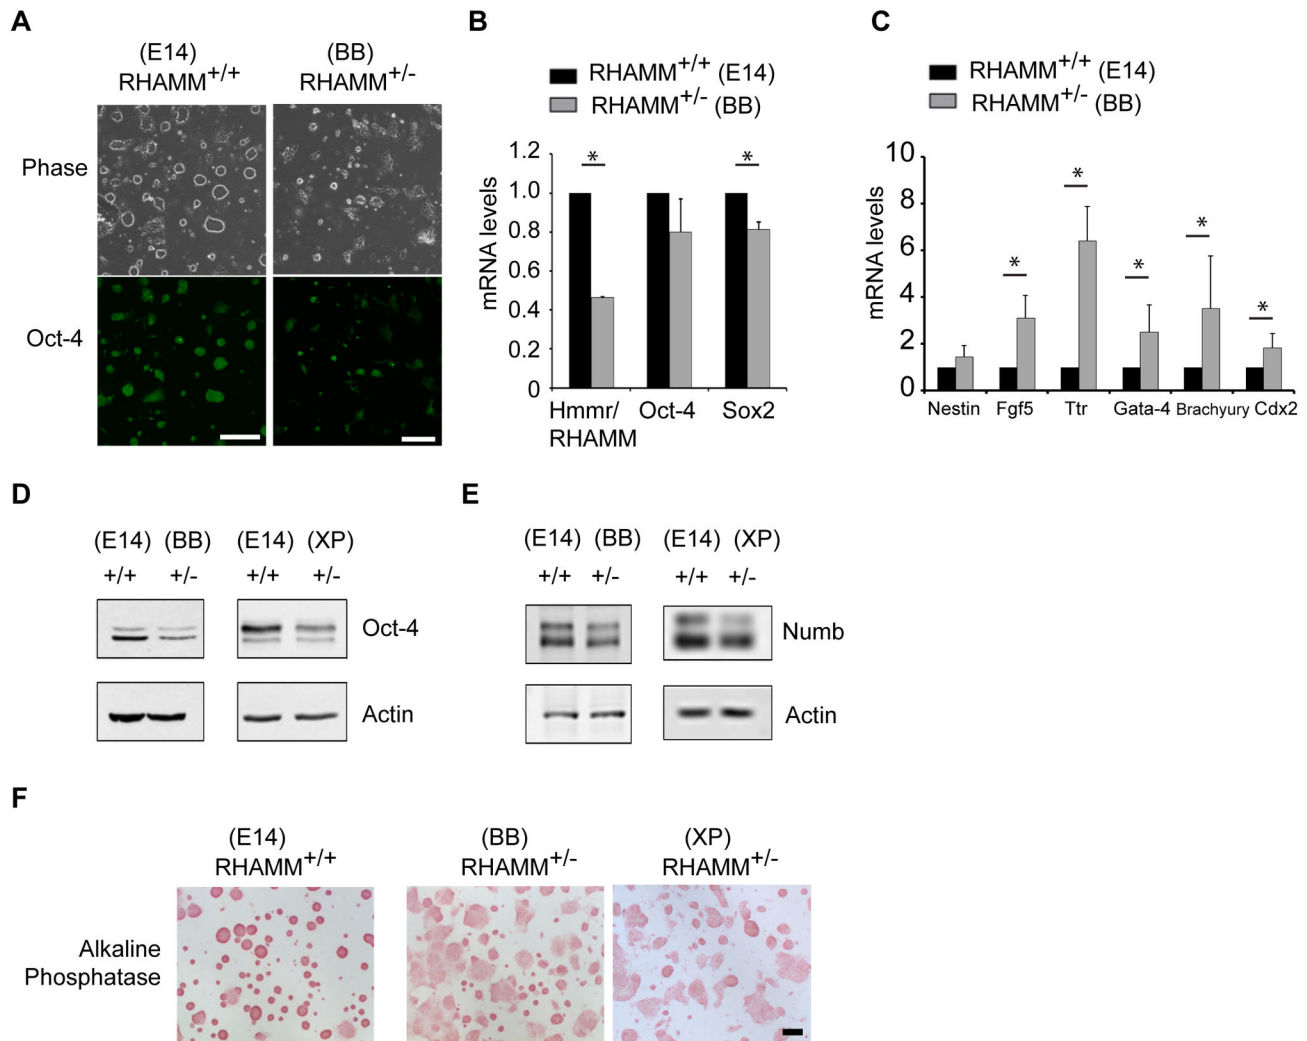 A
(E14)
RHAMM+/+
(BB)
RHAMM+/-
Phase
Oct-4
B
RHAMM+/+ (E14)
RHAMM+/- (BB)
mRNA levels
1.2
1.0
0.8
0.6
0.4
0.2
0
*
*
Hmmr/
RHAMM
Oct-4
Sox2
C
RHAMM+/+ (E14)
RHAMM+/- (BB)
mRNA levels
10
8
6
4
2
0
*
*
*
*
*
Nestin Fgf5 Ttr Gata-4 Brachyury Cdx2
D
(E14) (BB) (E14) (XP)
+/+ +/- +/+ +/-
Oct-4
Actin
E
(E14) (BB) (E14) (XP)
+/+ +/- +/+ +/-
Numb
Actin
F
(E14)
RHAMM+/+
(BB)
RHAMM+/-
(XP)
RHAMM+/-
Alkaline
Phosphatase